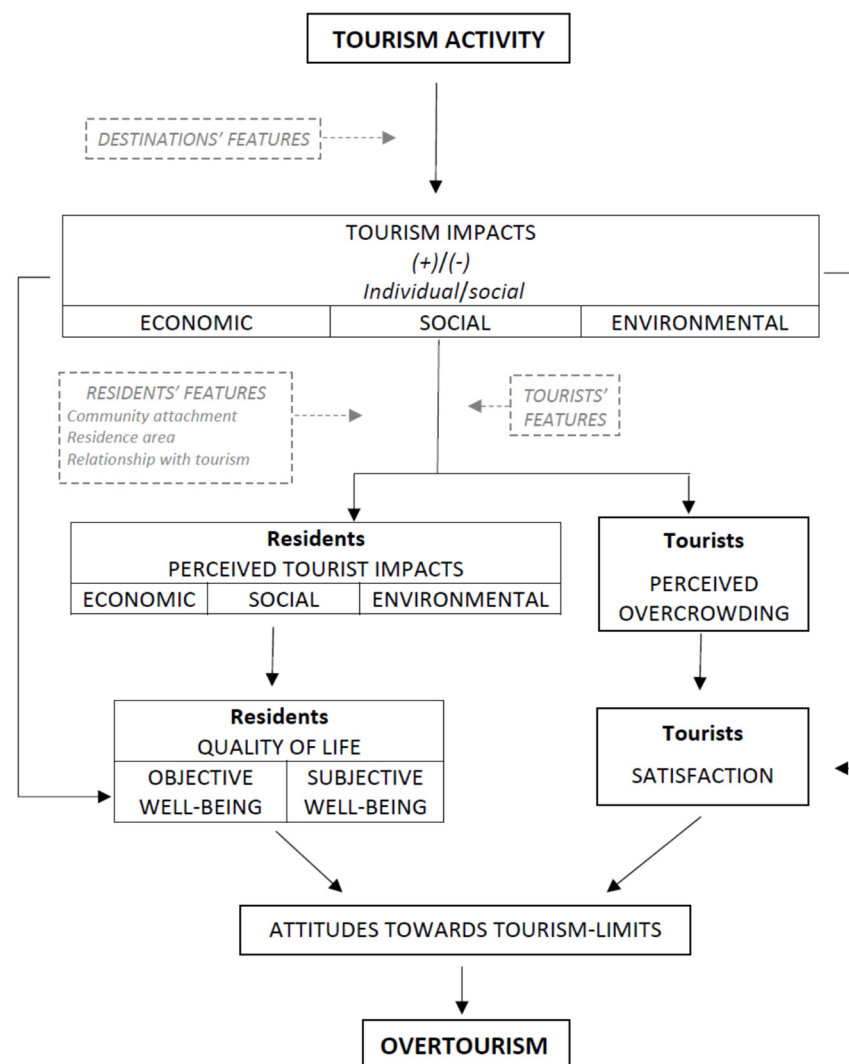 TOURISM ACTIVITY
DESTINATIONS' FEATURES
TOURISM IMPACTS
(+)/(-)
Individual/social
ECONOMIC SOCIAL ENVIRONMENTAL
RESIDENTS' FEATURES
Community attachment
Residence area
Relationship with tourism
TOURISTS'
FEATURES
Residents
PERCEIVED TOURIST IMPACTS
ECONOMIC SOCIAL ENVIRONMENTAL
Tourists
PERCEIVED
OVERCROWDING
Residents
QUALITY OF LIFE
OBJECTIVE
WELL-BEING
SUBJECTIVE
WELL-BEING
Tourists
SATISFACTION
ATTITUDES TOWARDS TOURISM-LIMITS
OVERTOURISM